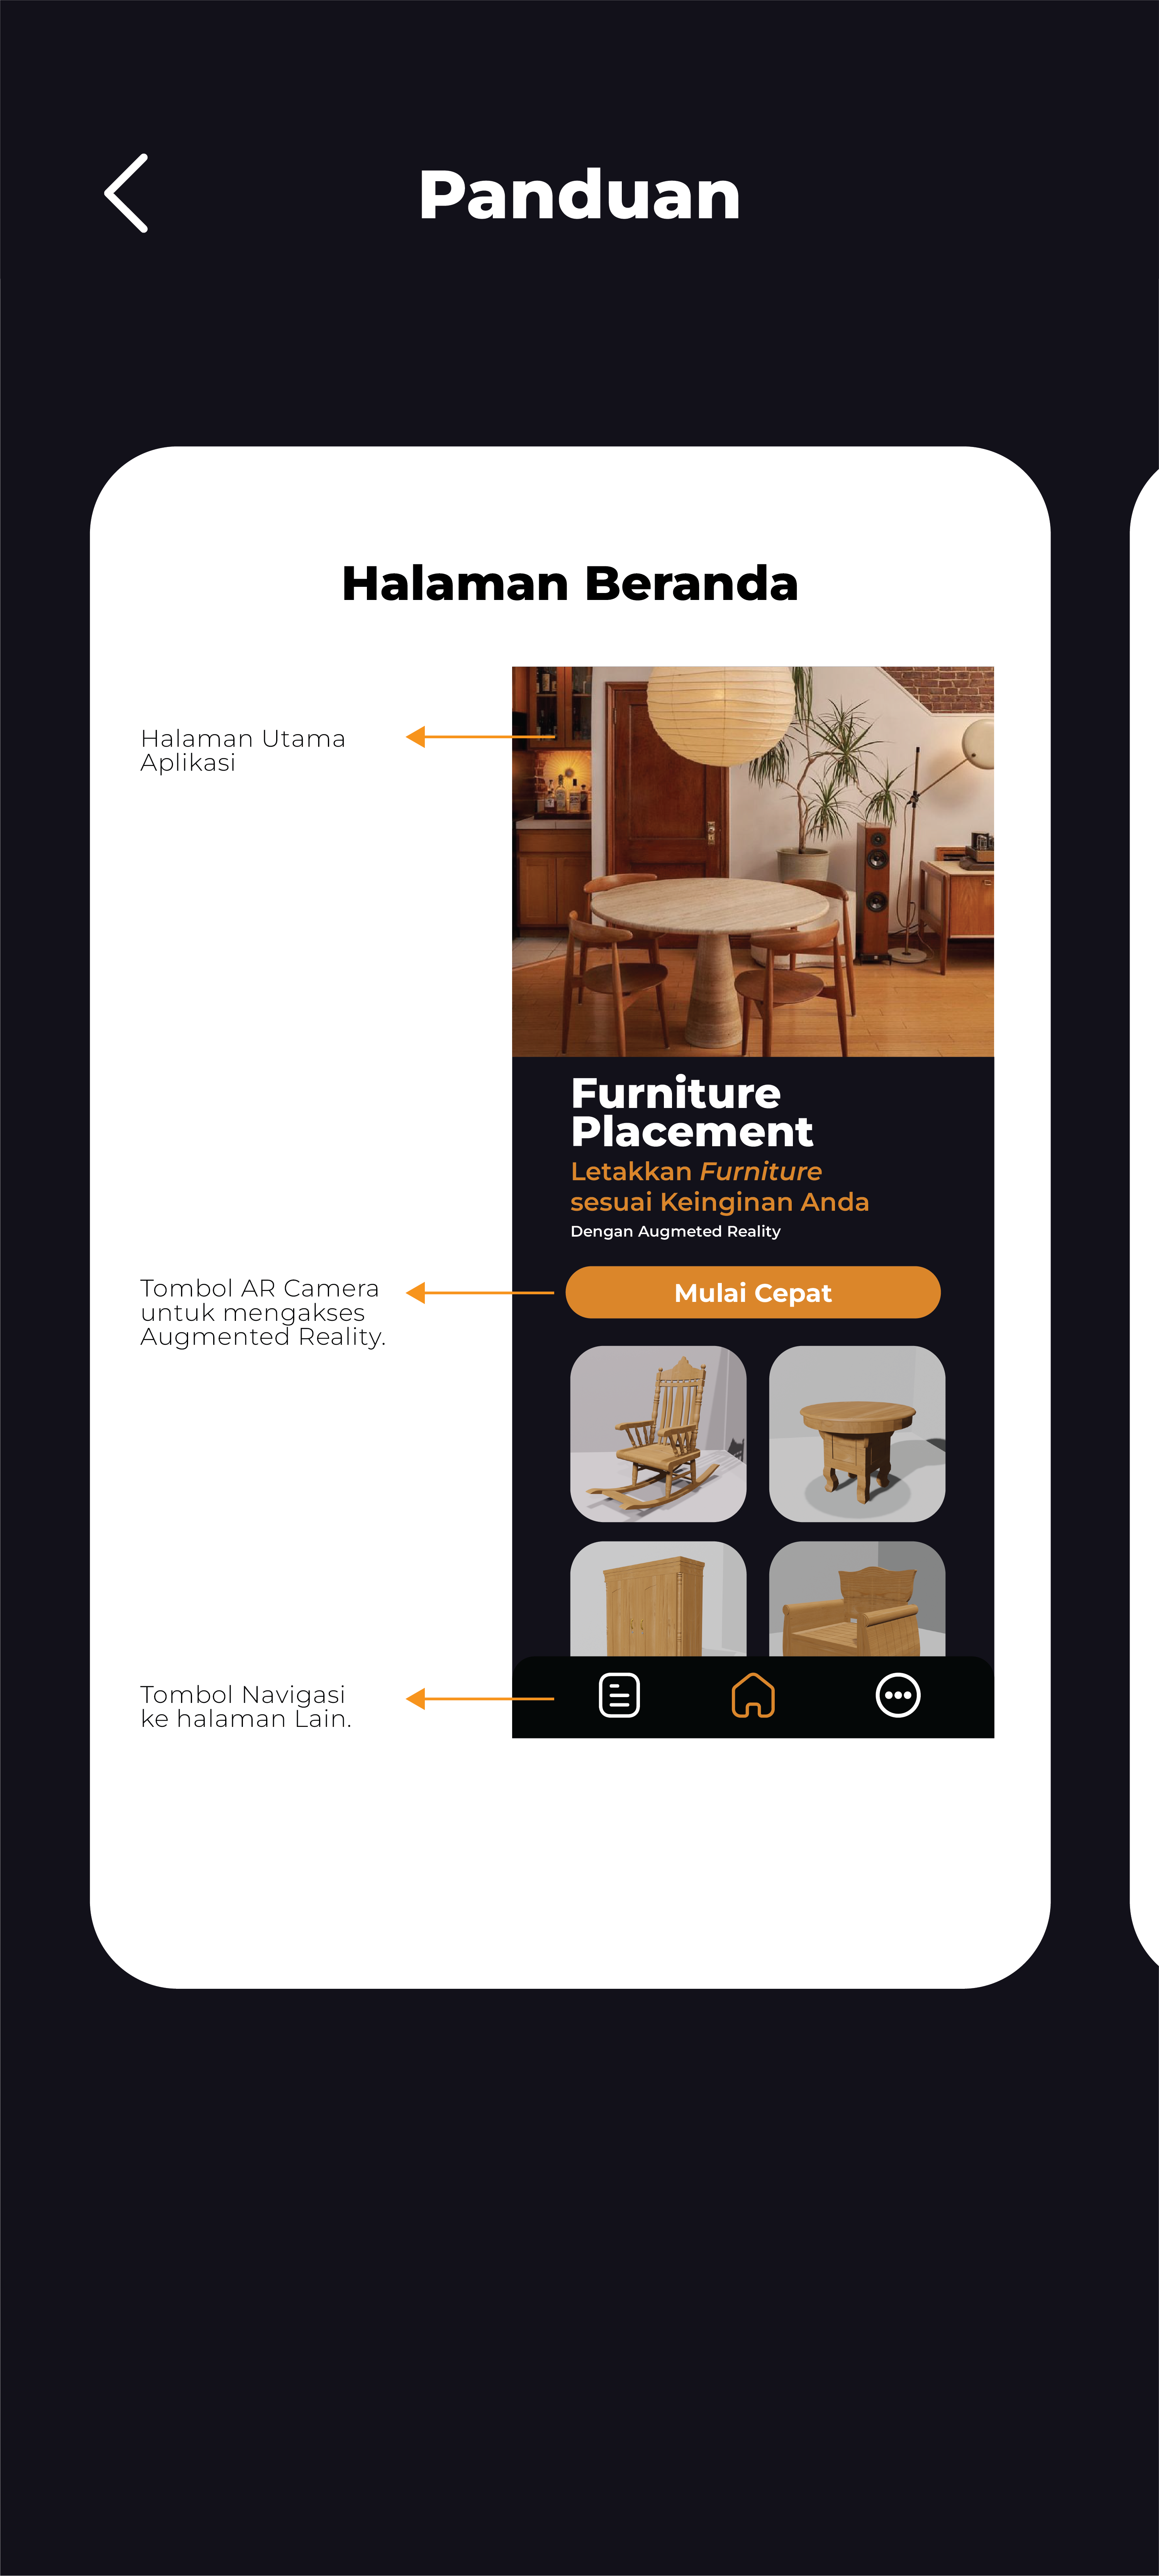 Panduan
Halaman Beranda
Halaman Utama
Aplikasi
Furniture
Placement
Letakkan Furniture
sesuai Keinginan Anda
Dengan Augmeted Reality
Tombol AR Camera
untuk mengakses
Augmented Reality.
Mulai Cepat
Tombol Navigasi
ke halaman Lain.